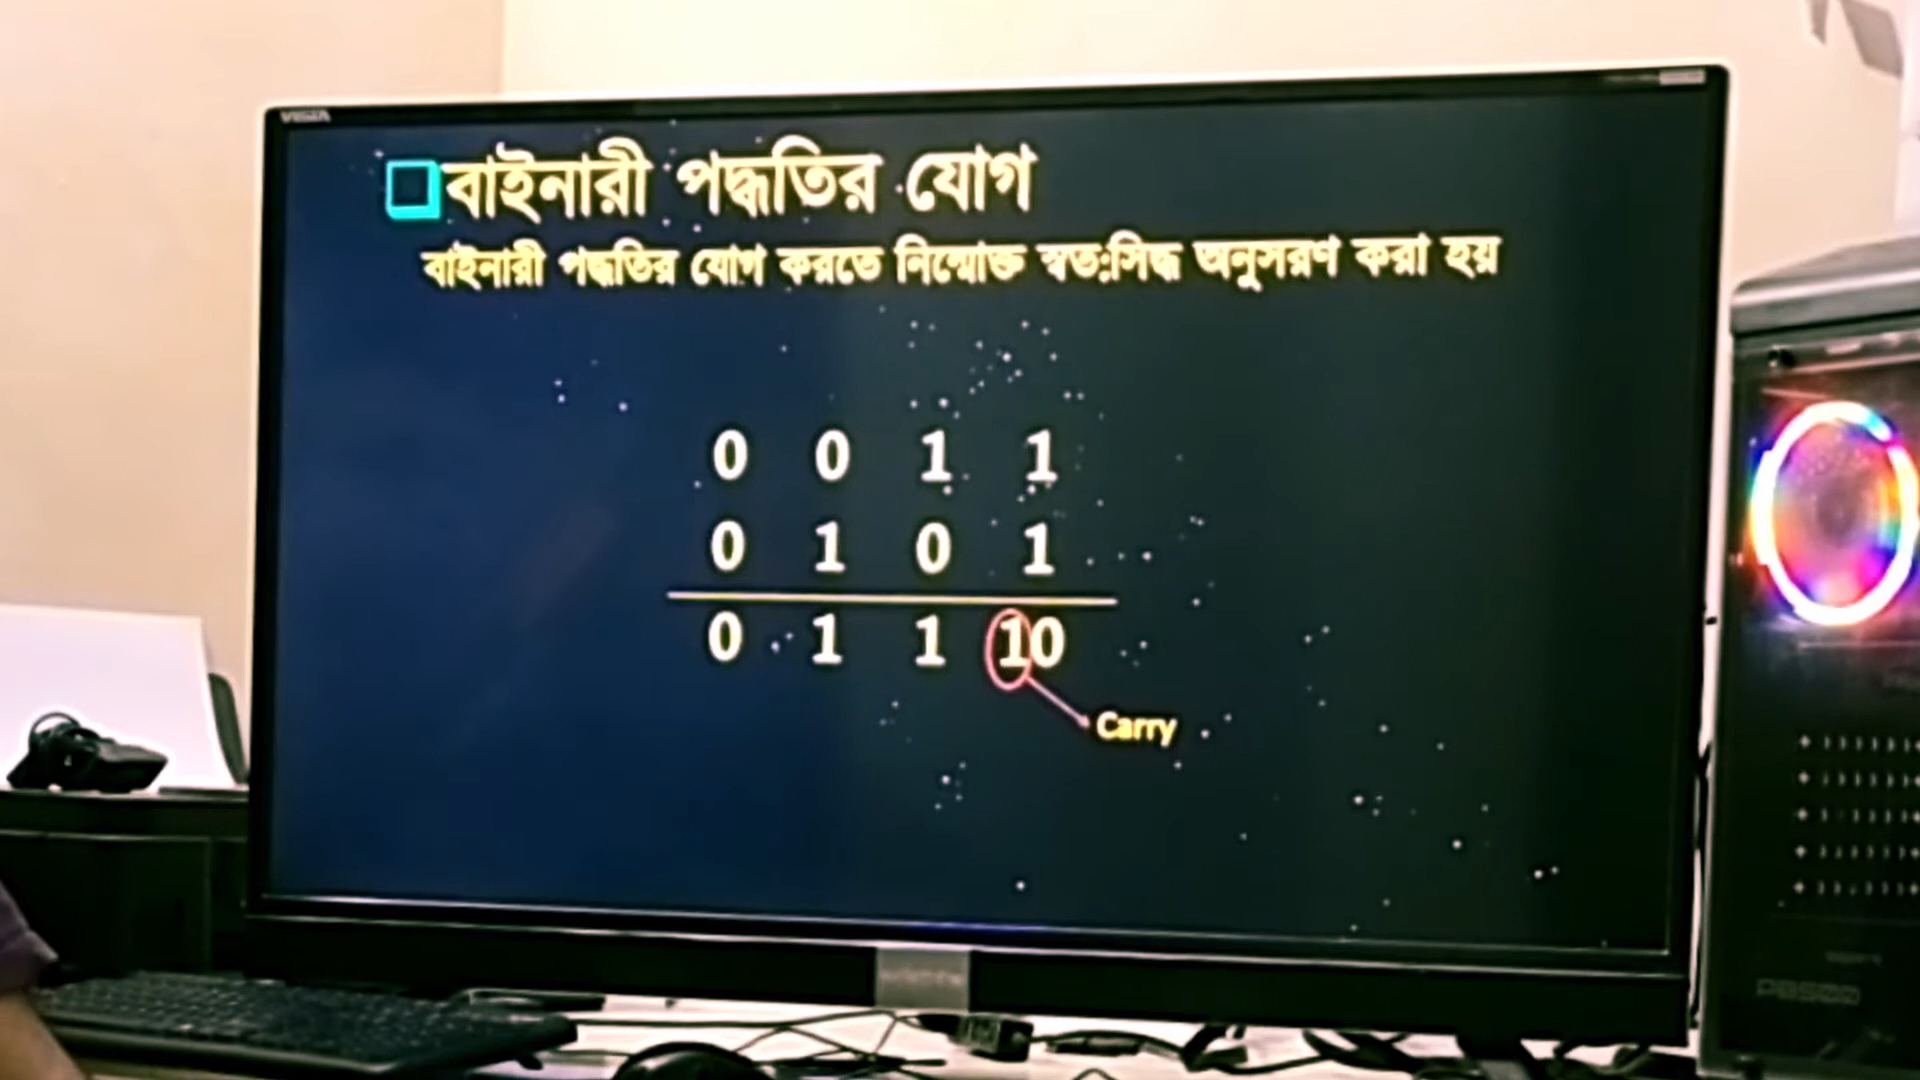 বাইনারী পদ্ধতির যোগ
বাইনারী পদ্ধতির যোগ করতে নিম্মোক্ত স্বত:সিদ্ধ অনুসরণ করা হয়
0 0 1 1
0 1 0 1
0 1 1 10
Carry